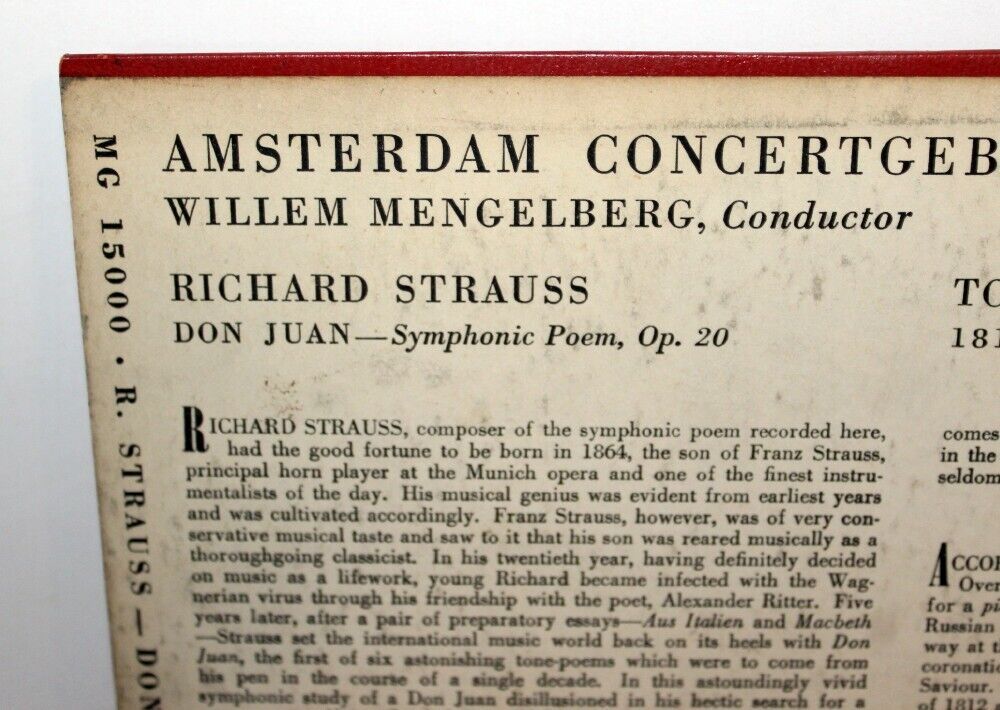 MG 15000 · R. STRAUSS — DON
AMSTERDAM CONCERTGEB
WILLEM MENGELBERG, Conductor
RICHARD STRAUSS
DON JUAN—Symphonic Poem, Op. 20
RICHARD STRAUSS, composer of the symphonic poem recorded here,
had the good fortune to be born in 1864, the son of Franz Strauss,
principal horn player at the Munich opera and one of the finest instru-
mentalists of the day. His musical genius was evident from earliest years
and was cultivated accordingly. Franz Strauss, however, was of very con-
servative musical taste and saw to it that his son was reared musically as a
thoroughgoing classicist. In his twentieth year, having definitely decided
on music as a lifework, young Richard became infected with the Wag-
nerian virus through his friendship with the poet, Alexander Ritter. Five
years later, after a pair of preparatory essays—Aus Italien and Macbeth
—Strauss set the international music world back on its heels with Don
Juan, the first of six astonishing tone-poems which were to come from
his pen in the course of a single decade. In this astoundingly vivid
symphonic study of a Don Juan disillusioned in his hectic search for a
TC
181
comes
in the
seldom
ACCOR
Over
for a pi
Russian
way at t
coronatio
Saviour.
of 1812